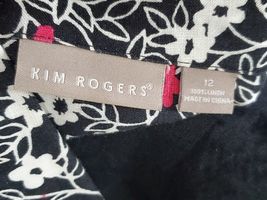 KIM ROGERS®
12
100% LINEN
MADE IN CHINA